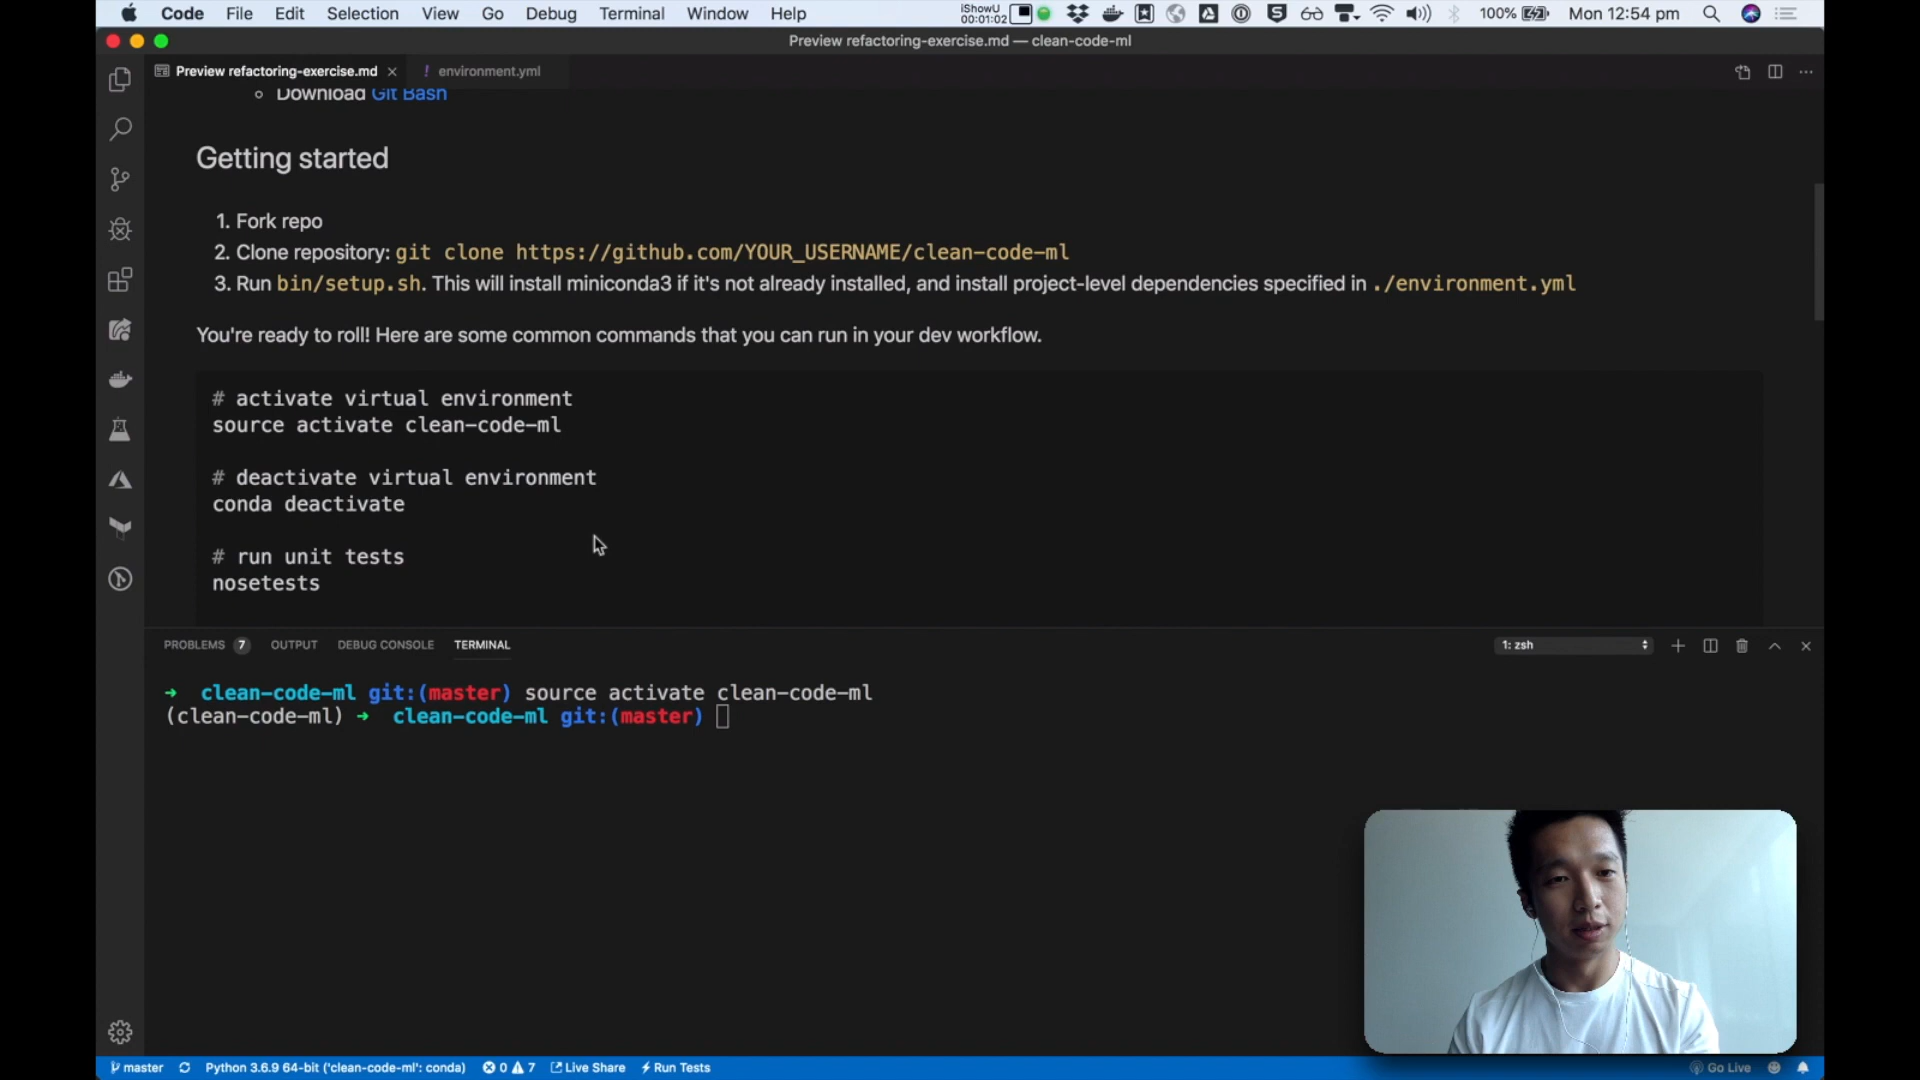 Code File Edit Selection View Go Debug Terminal Window Help iShowU 00:01:02 100% Mon 12:54 pm
Preview refactoring-exercise.md — clean-code-ml
Preview refactoring-exercise.md × ! environment.yml
Download Git Bash
Getting started
1. Fork repo
2. Clone repository: git clone https://github.com/YOUR_USERNAME/clean-code-ml
3. Run bin/setup.sh. This will install miniconda3 if it's not already installed, and install project-level dependencies specified in ./environment.yml
You're ready to roll! Here are some common commands that you can run in your dev workflow.
# activate virtual environment
source activate clean-code-ml
# deactivate virtual environment
conda deactivate
# run unit tests
nosetests
PROBLEMS 7 OUTPUT DEBUG CONSOLE TERMINAL 1: zsh
➜ clean-code-ml git:(master) source activate clean-code-ml
(clean-code-ml) ➜ clean-code-ml git:(master)
master Python 3.6.9 64-bit ('clean-code-ml': conda) 0 7 Live Share Run Tests Go Live